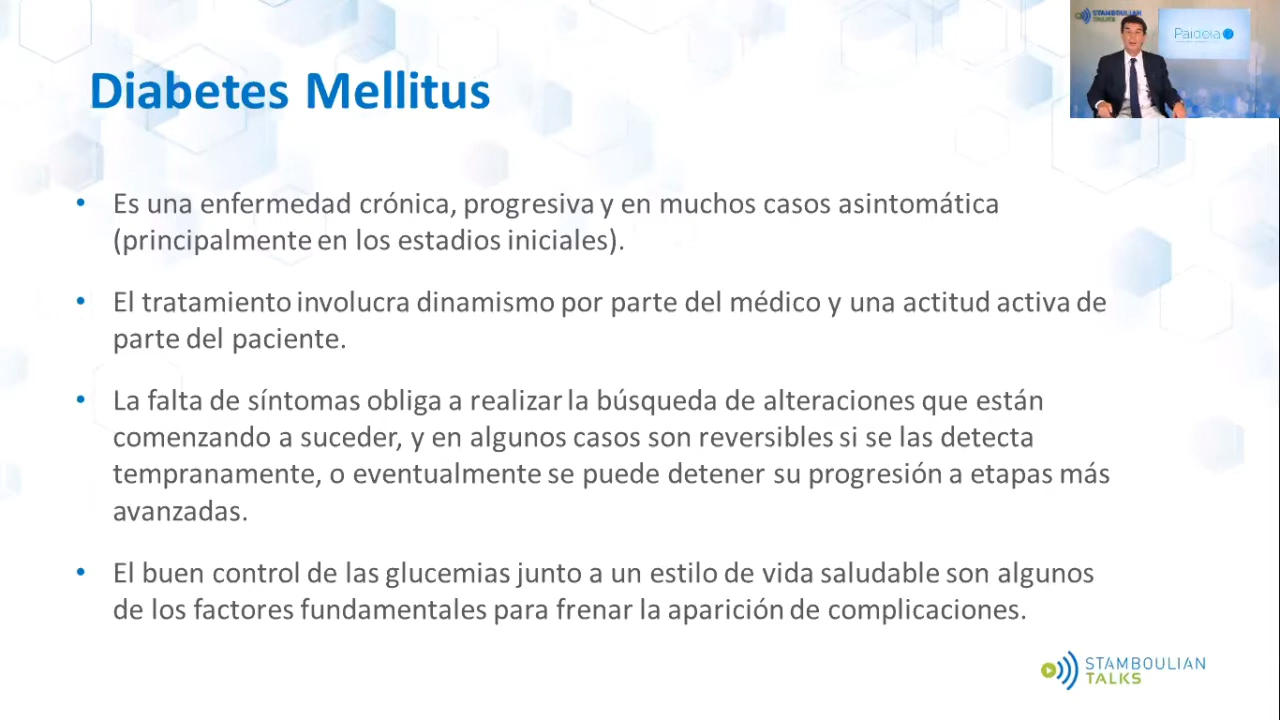 STAMBOULIAN
TALKS
Paideia
Diabetes Mellitus
• Es una enfermedad crónica, progresiva y en muchos casos asintomática
(principalmente en los estadios iniciales).
• El tratamiento involucra dinamismo por parte del médico y una actitud activa de
parte del paciente.
• La falta de síntomas obliga a realizar la búsqueda de alteraciones que están
comenzando a suceder, y en algunos casos son reversibles si se las detecta
tempranamente, o eventualmente se puede detener su progresión a etapas más
avanzadas.
• El buen control de las glucemias junto a un estilo de vida saludable son algunos
de los factores fundamentales para frenar la aparición de complicaciones.
STAMBOULIAN
TALKS